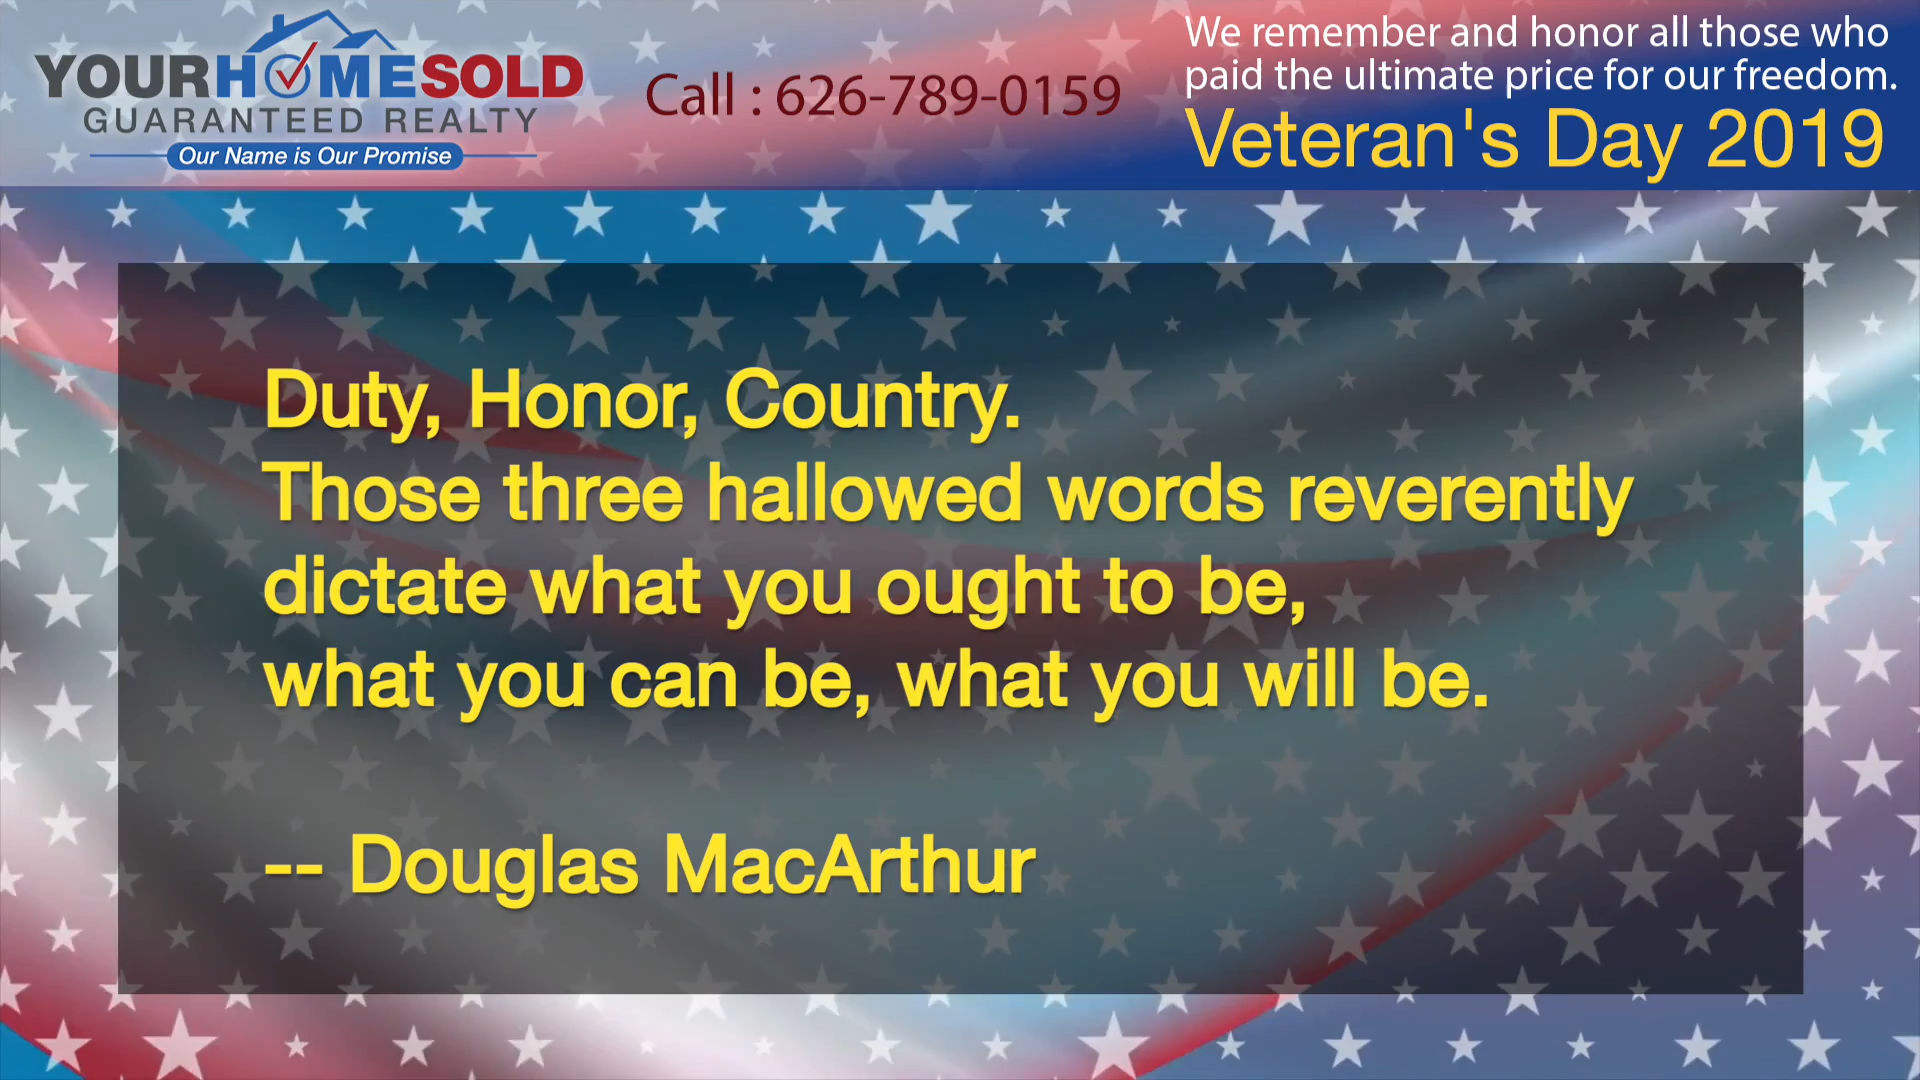 YOURHOMESOLD
GUARANTEED REALTY
Our Name is Our Promise
Call : 626-789-0159
We remember and honor all those who
paid the ultimate price for our freedom.
Veteran's Day 2019
Duty, Honor, Country.
Those three hallowed words reverently
dictate what you ought to be,
what you can be, what you will be.
-- Douglas MacArthur